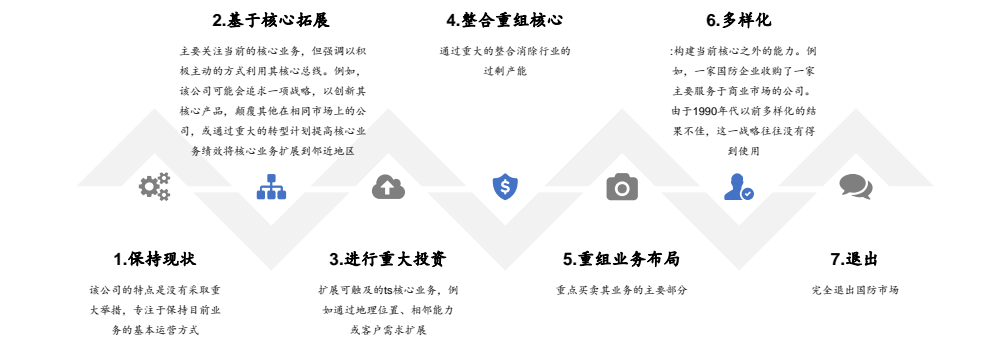 2.基于核心拓展
主要关注当前的核心业务，但强调以积
极主动的方式利用其核心总线。例如，
该公司可能会追求一项战略，以创新其
核心产品，颠覆其他在相同市场上的公
司，或通过重大的转型计划提高核心业
务绩效将核心业务扩展到邻近地区
4.整合重组核心
通过重大的整合消除行业的
过剩产能
6.多样化
:构建当前核心之外的能力。例
如，一家国防企业收购了一家
主要服务于商业市场的公司。
由于1990年代以前多样化的结
果不佳，这一战略往往没有得
到使用
1.保持现状
该公司的特点是没有采取重
大举措，专注于保持目前业
务的基本运营方式
3.进行重大投资
扩展可触及的ts核心业务，例
如通过地理位置、相邻能力
或客户需求扩展
5.重组业务布局
重点买卖其业务的主要部分
7.退出
完全退出国防市场